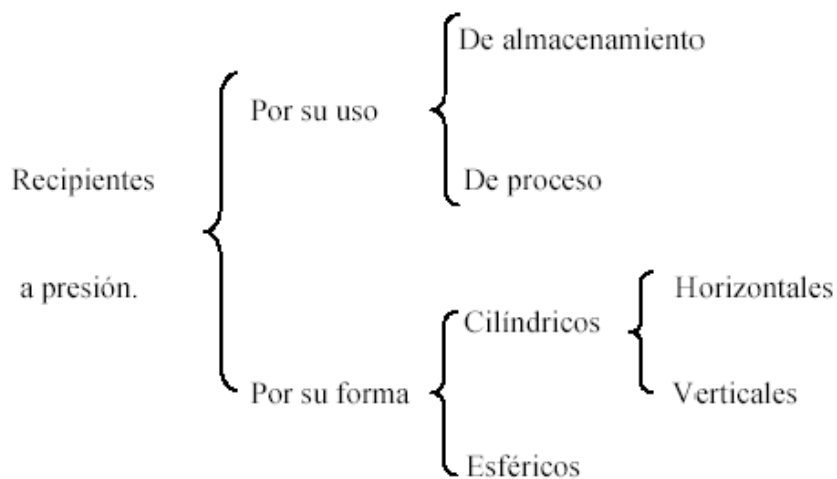 Recipientes
a presión.
Por su uso
De almacenamiento
De proceso
Por su forma
Cilíndricos
Horizontales
Verticales
Esféricos